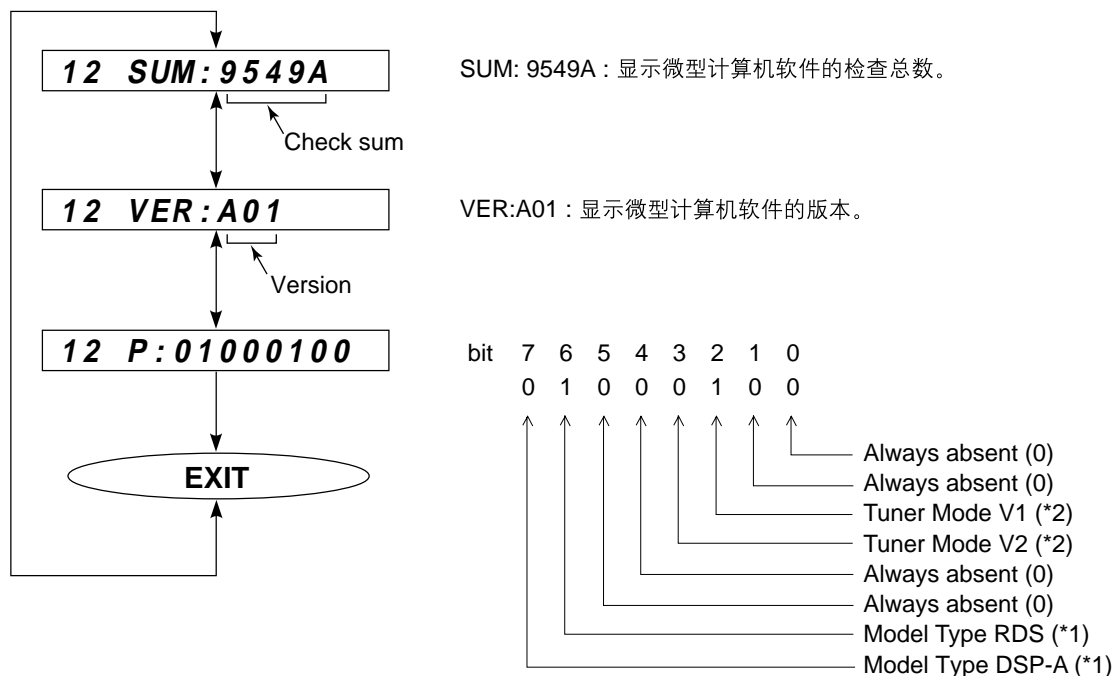 12 SUM:9549A
SUM: 9549A : 显示微型计算机软件的检查总数。
Check sum
12 VER:A01
VER:A01 : 显示微型计算机软件的版本。
Version
12 P:01000100
bit 7 6 5 4 3 2 1 0
0 1 0 0 0 1 0 0
EXIT
Always absent (0)
Always absent (0)
Tuner Mode V1 (*2)
Tuner Mode V2 (*2)
Always absent (0)
Always absent (0)
Model Type RDS (*1)
Model Type DSP-A (*1)